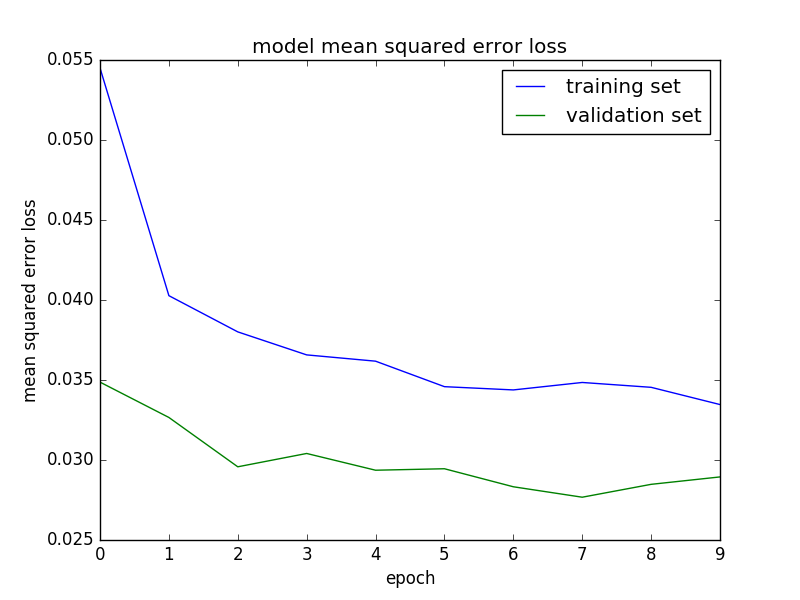 model mean squared error loss
training set
validation set
mean squared error loss
0.055
0.050
0.045
0.040
0.035
0.030
0.025
0 1 2 3 4 5 6 7 8 9
epoch